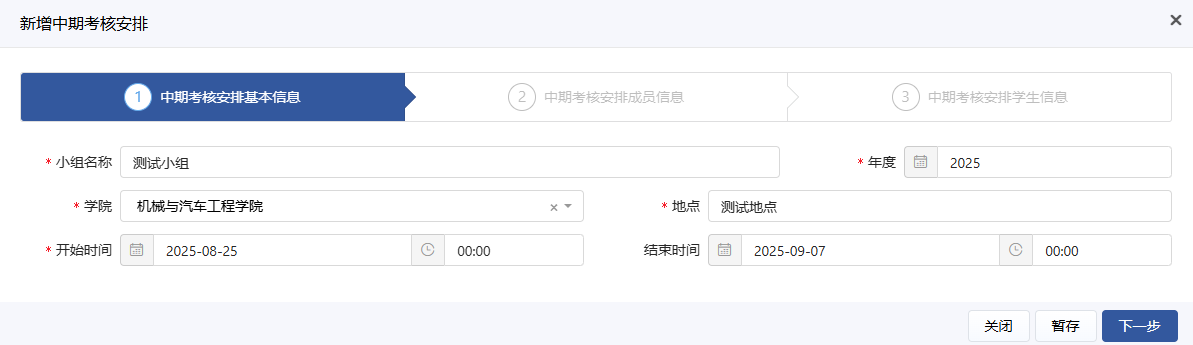 新增中期考核安排
1 中期考核安排基本信息 2 中期考核安排成员信息 3 中期考核安排学生信息
* 小组名称 测试小组 * 年度 2025
* 学院 机械与汽车工程学院 * 地点 测试地点
* 开始时间 2025-08-25 00:00 结束时间 2025-09-07 00:00
关闭 暂存 下一步